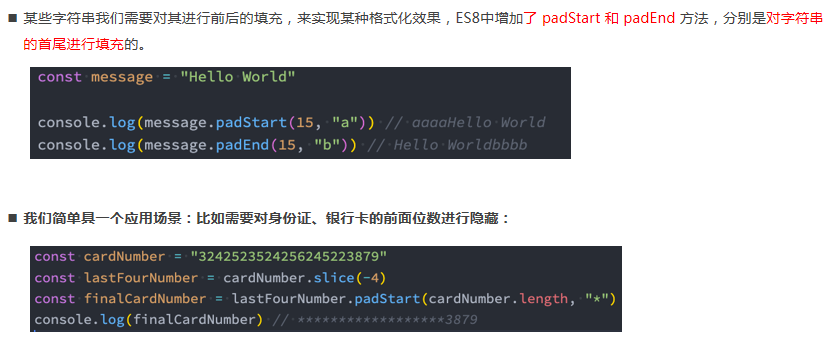 ■ 某些字符串我们需要对其进行前后的填充，来实现某种格式化效果，ES8中增加了 padStart 和 padEnd 方法，分别是对字符串
的首尾进行填充的。
const message = "Hello World"
console.log(message.padStart(15, "a")) // aaaaHello World
console.log(message.padEnd(15, "b")) // Hello Worldbbbb
■ 我们简单具一个应用场景：比如需要对身份证、银行卡的前面位数进行隐藏：
const cardNumber = "3242523524256245223879"
const lastFourNumber = cardNumber.slice(-4)
const finalCardNumber = lastFourNumber.padStart(cardNumber.length, "*")
console.log(finalCardNumber) // ******************3879